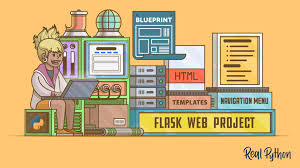 BLUEPRINT
HTML
TEMPLATES
NAVIGATION MENU
FLASK WEB PROJECT
Real Python